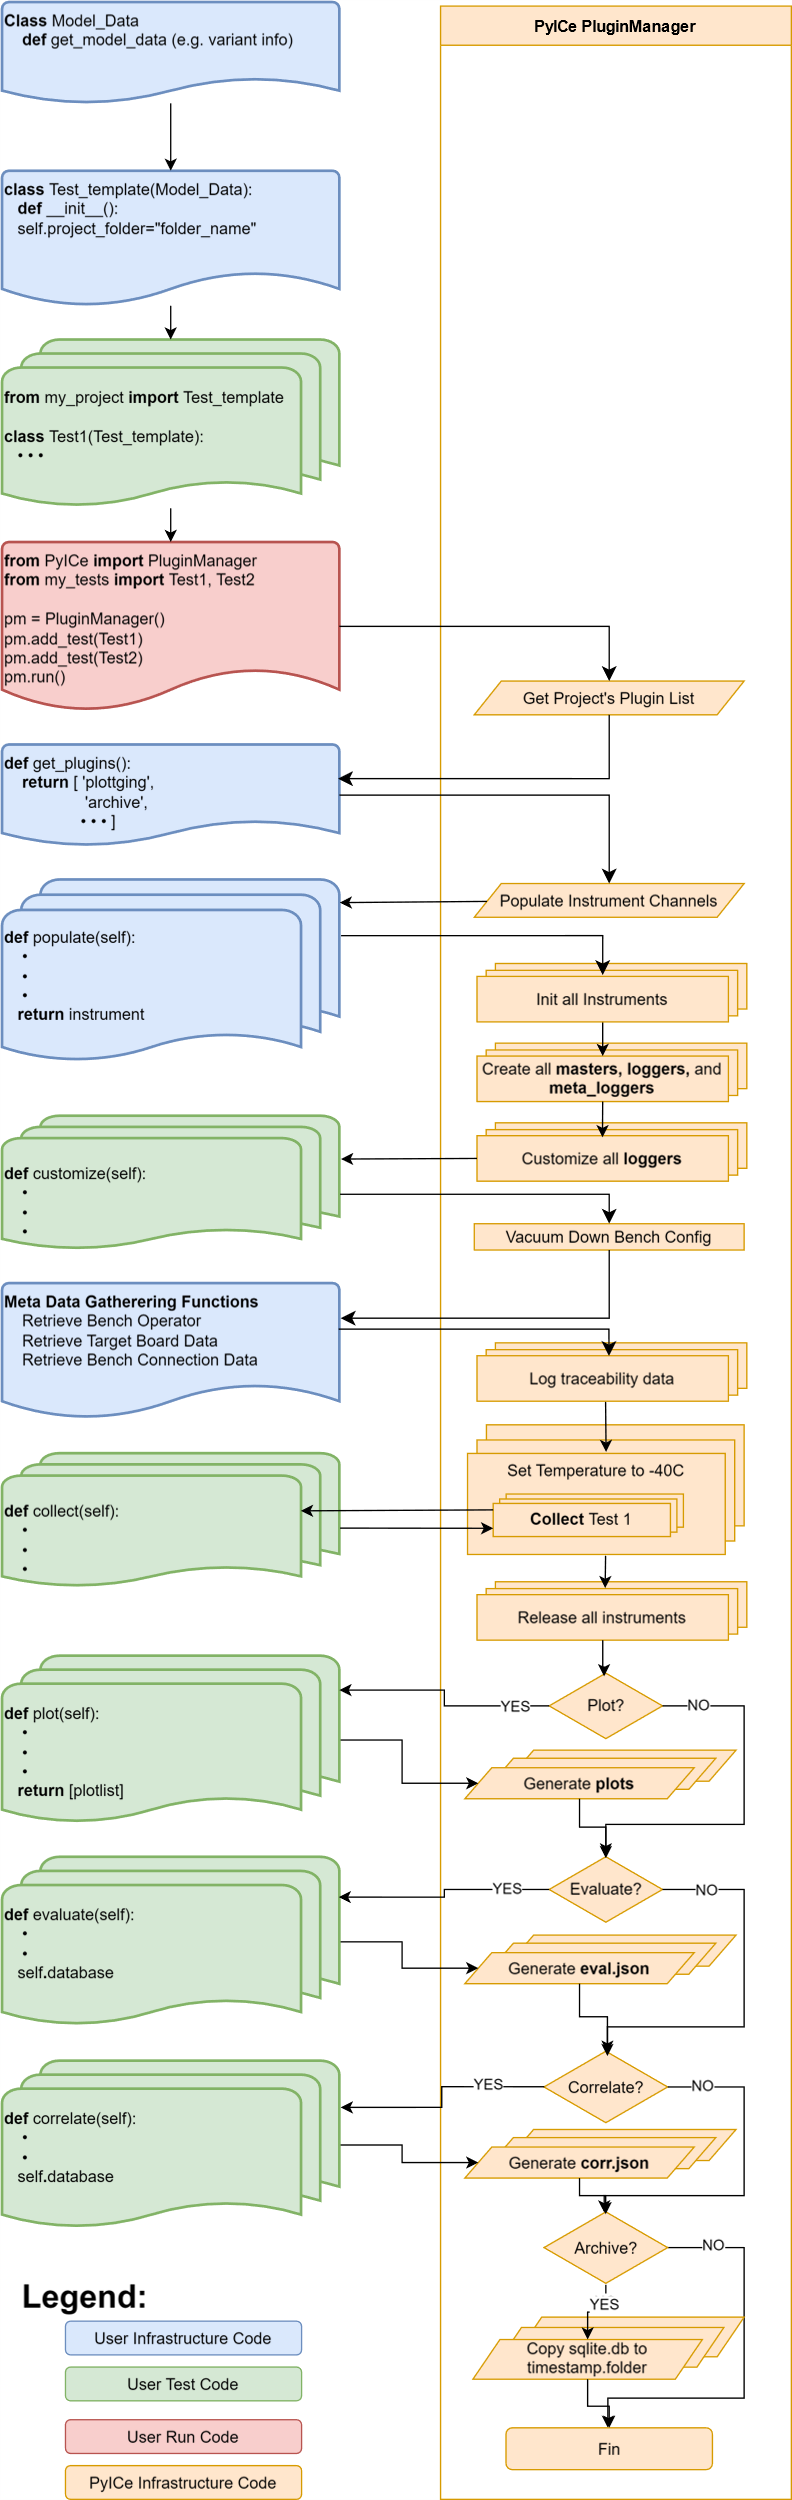 PyICe PluginManager
Class Model_Data
def get_model_data (e.g. variant info)
class Test_template(Model_Data):
def __init__():
self.project_folder="folder_name"
from my_project import Test_template
class Test1(Test_template):
• • •
from PyICe import PluginManager
from my_tests import Test1, Test2
pm = PluginManager()
pm.add_test(Test1)
pm.add_test(Test2)
pm.run()
Get Project's Plugin List
def get_plugins():
return [ 'plottging',
'archive',
• • • ]
Populate Instrument Channels
def populate(self):
•
•
•
return instrument
Init all Instruments
Create all masters, loggers, and
meta_loggers
Customize all loggers
def customize(self):
•
•
•
Vacuum Down Bench Config
Meta Data Gatherering Functions
Retrieve Bench Operator
Retrieve Target Board Data
Retrieve Bench Connection Data
Log traceability data
Set Temperature to -40C
Collect Test 1
def collect(self):
•
•
•
Release all instruments
Plot?
YES
NO
def plot(self):
•
•
•
return [plotlist]
Generate plots
Evaluate?
YES
NO
def evaluate(self):
•
•
self.database
Generate eval.json
Correlate?
YES
NO
def correlate(self):
•
•
self.database
Generate corr.json
Archive?
NO
YES
Copy sqlite.db to
timestamp.folder
Fin
Legend:
User Infrastructure Code
User Test Code
User Run Code
PyICe Infrastructure Code